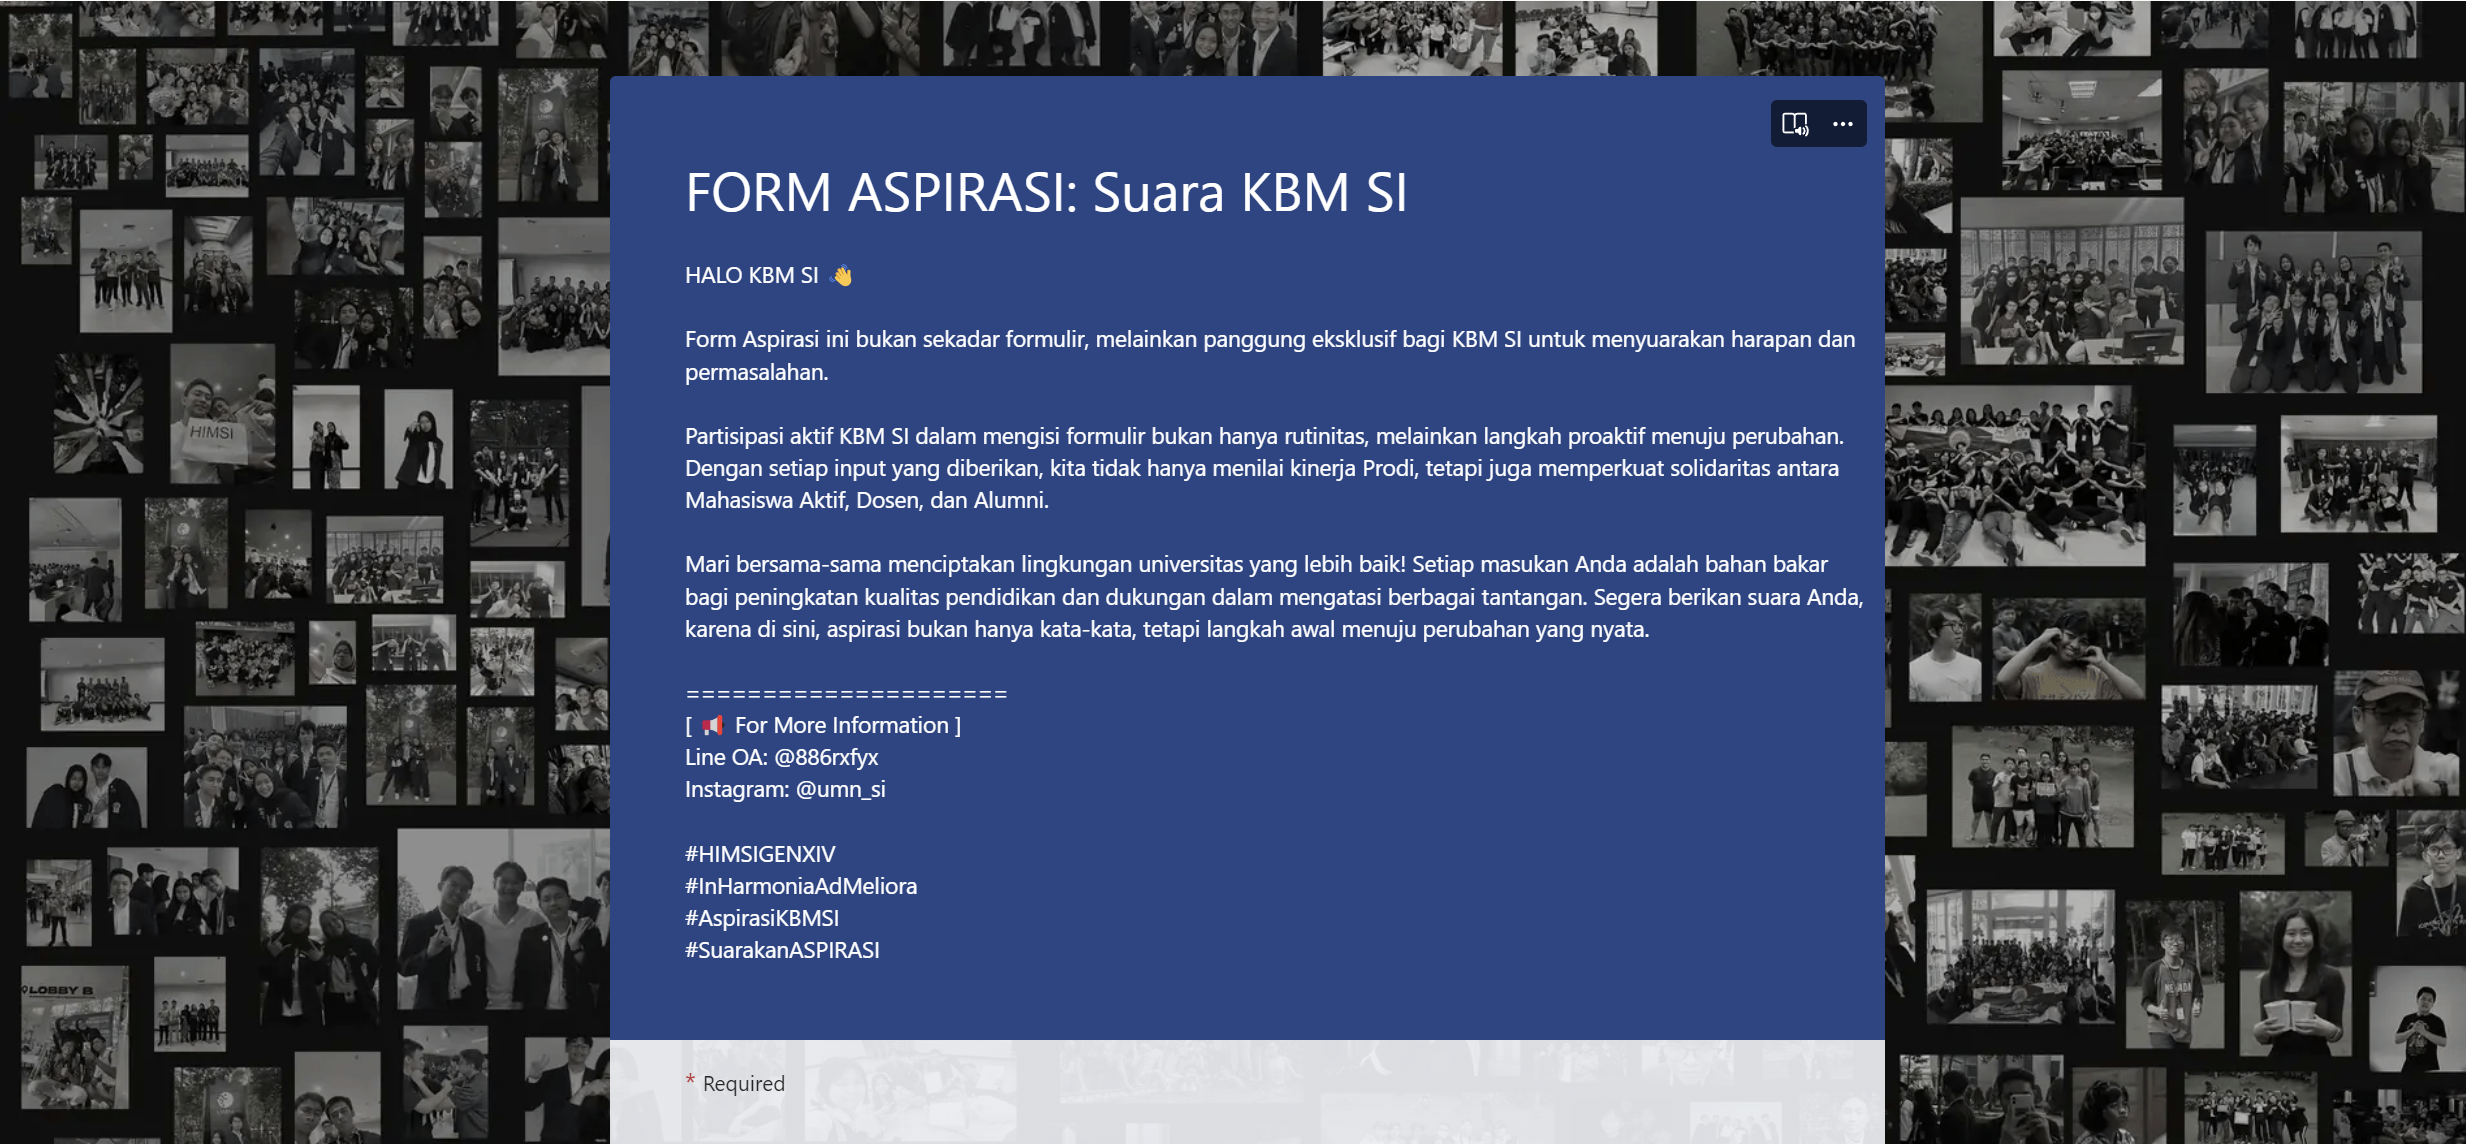 FORM ASPIRASI: Suara KBM SI
HALO KBM SI 👋
Form Aspirasi ini bukan sekadar formulir, melainkan panggung eksklusif bagi KBM SI untuk menyuarakan harapan dan
permasalahan.
Partisipasi aktif KBM SI dalam mengisi formulir bukan hanya rutinitas, melainkan langkah proaktif menuju perubahan.
Dengan setiap input yang diberikan, kita tidak hanya menilai kinerja Prodi, tetapi juga memperkuat solidaritas antara
Mahasiswa Aktif, Dosen, dan Alumni.
Mari bersama-sama menciptakan lingkungan universitas yang lebih baik! Setiap masukan Anda adalah bahan bakar
bagi peningkatan kualitas pendidikan dan dukungan dalam mengatasi berbagai tantangan. Segera berikan suara Anda,
karena di sini, aspirasi bukan hanya kata-kata, tetapi langkah awal menuju perubahan yang nyata.
=====================
[ 📢 For More Information ]
Line OA: @886rxfyx
Instagram: @umn_si
#HIMSIGENXIV
#InHarmoniaAdMeliora
#AspirasiKBMSI
#SuarakanASPIRASI
* Required
HIMSI
LOBBY B